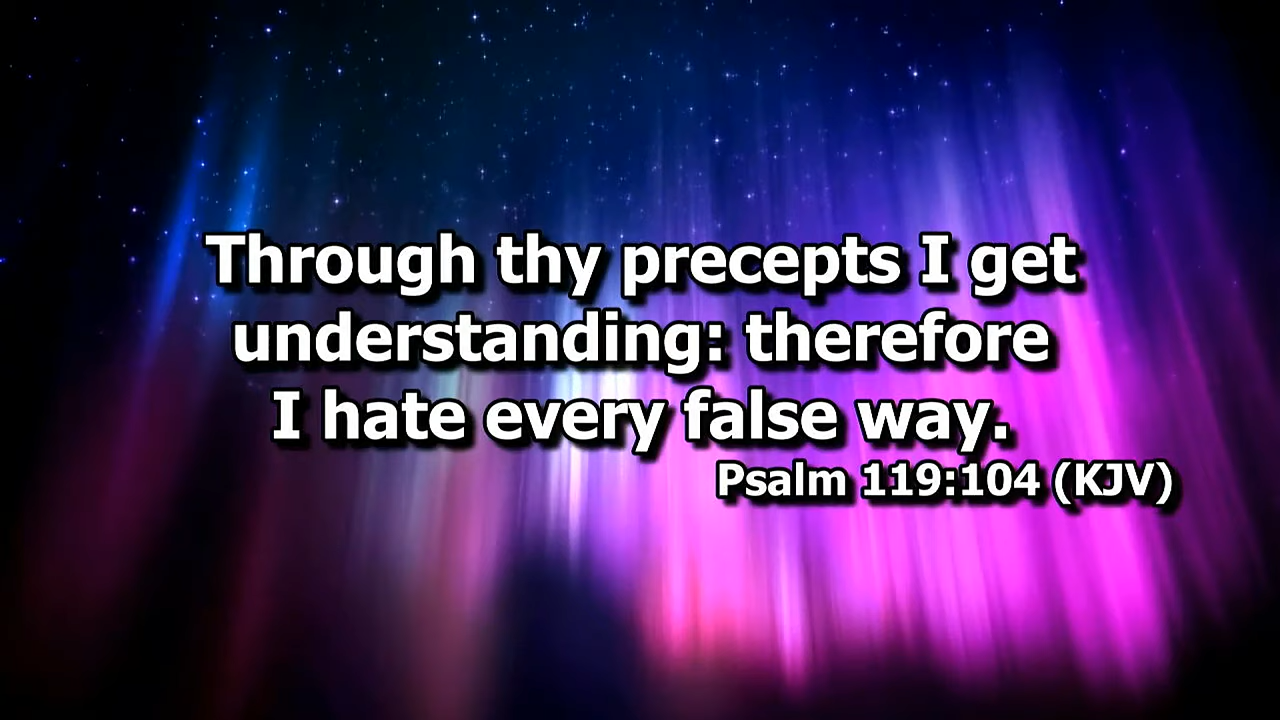 Through thy precepts I get
understanding: therefore
I hate every false way.
Psalm 119:104 (KJV)